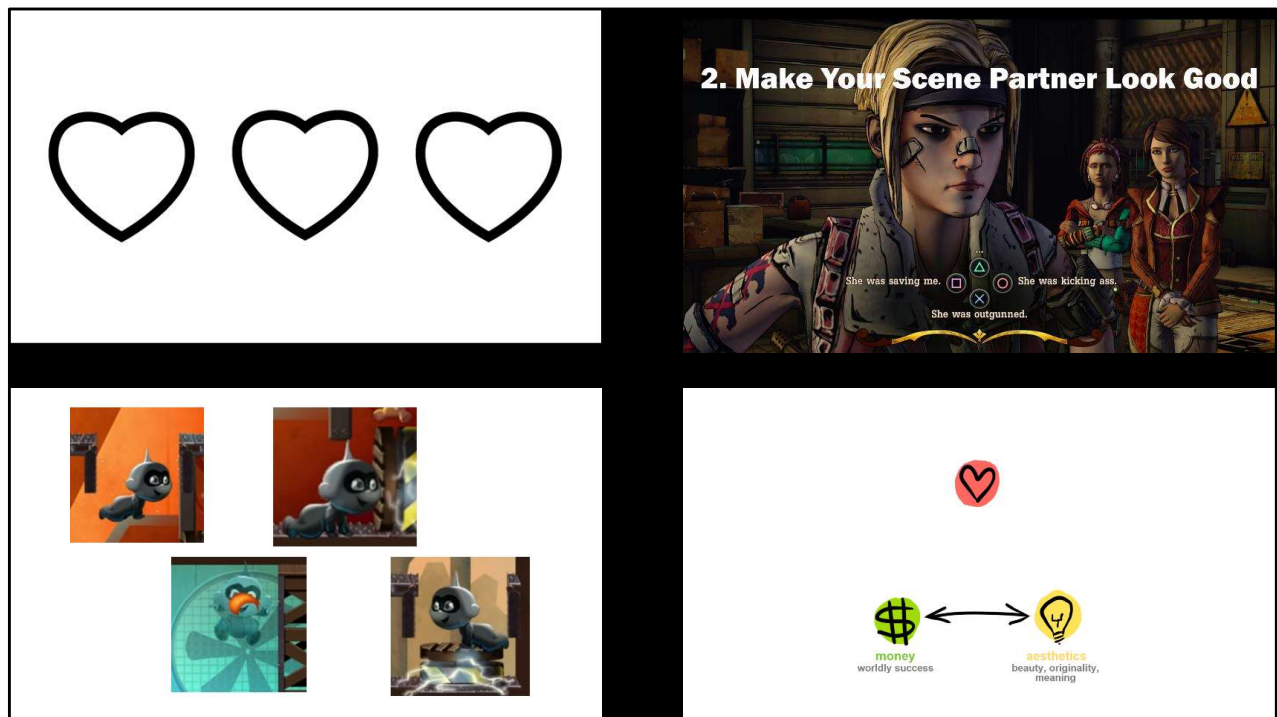 2. Make Your Scene Partner Look Good
...
She was saving me.
She was kicking ass.
She was outgunned.
money
worldly success
aesthetics
beauty, originality,
meaning